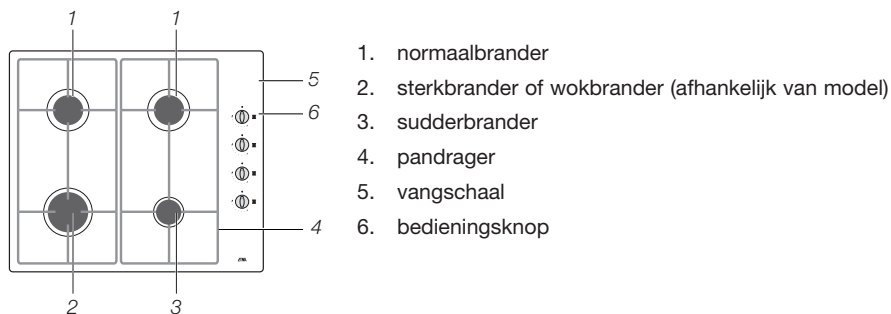 1 1
5
6
4
2 3
1. normaalbrander
2. sterkbrander of wokbrander (afhankelijk van model)
3. sudderbrander
4. pandrager
5. vangschaal
6. bedieningsknop